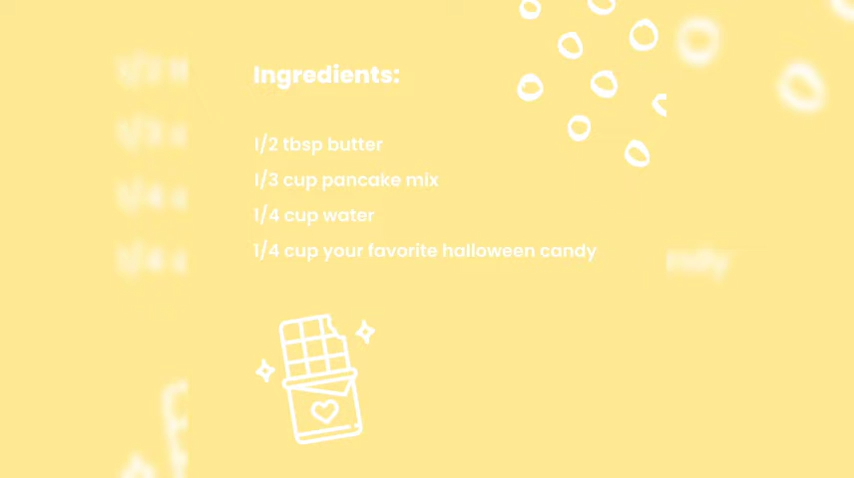 Ingredients:
1/2 tbsp butter
1/3 cup pancake mix
1/4 cup water
1/4 cup your favorite halloween candy